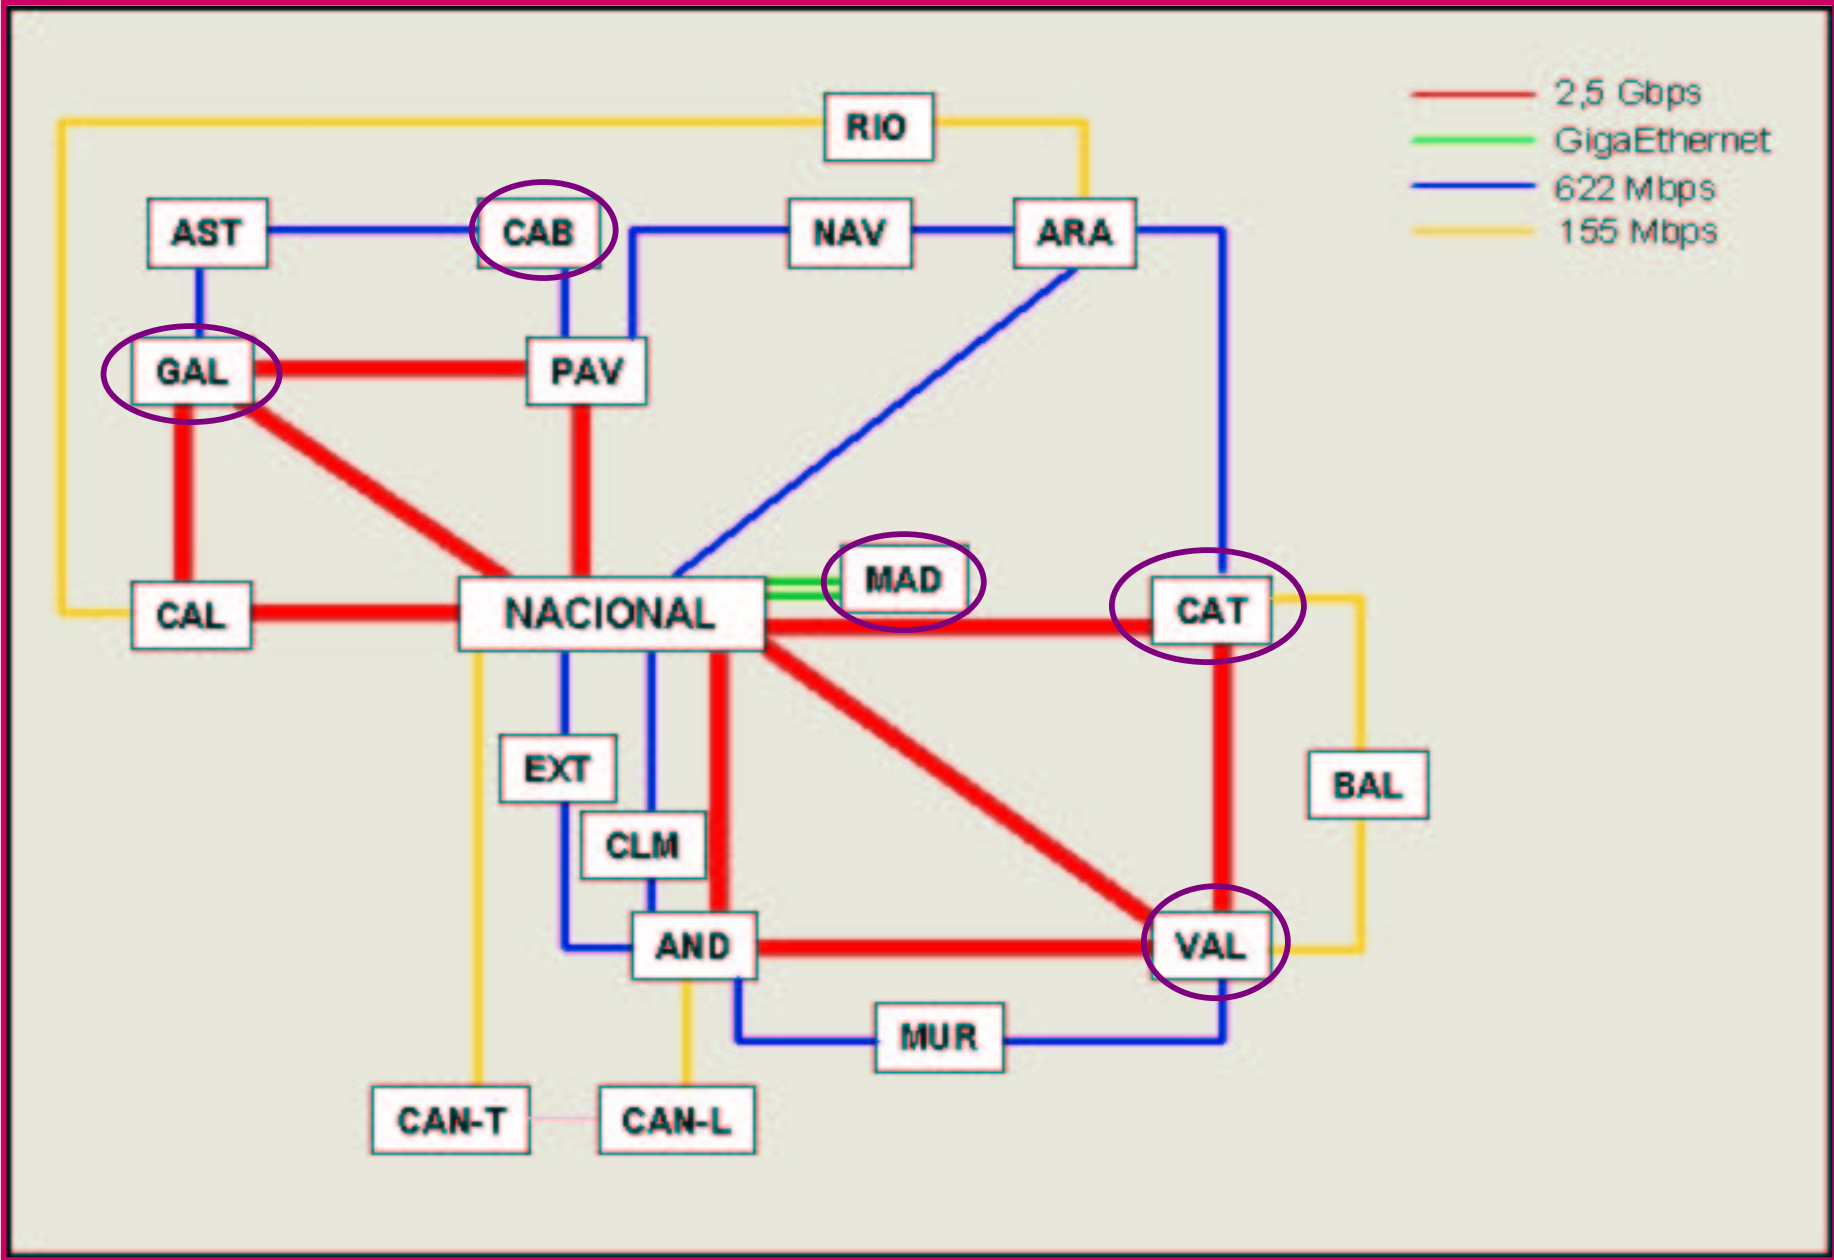 2,5 Gbps
GigaEthernet
622 Mbps
155 Mbps
RIO
AST
CAB
NAV
ARA
GAL
PAV
MAD
CAL
NACIONAL
CAT
EXT
BAL
CLM
AND
VAL
MUR
CAN-T
CAN-L